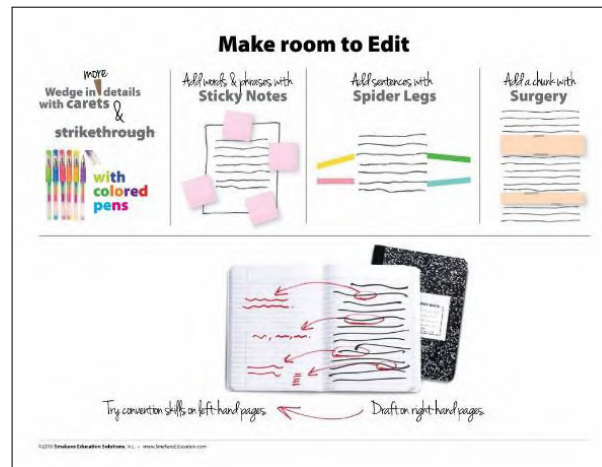 Make room to Edit
more
Wedge in details
with carets
&
strikethrough
with
colored
pens
Add words & phrases with
Sticky Notes
Add sentences with
Spider Legs
Add a chunk with
Surgery
Try convention skills on left-hand pages.
Draft on right-hand pages.
Smekens Education Solutions, Inc. • www.SmekensEducation.com